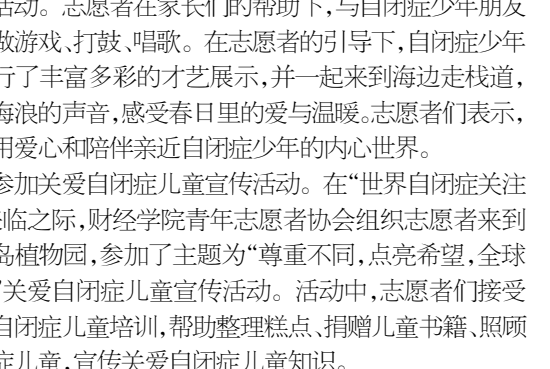 活动。志愿者在家长们的帮助下,与自闭症少年朋友
做游戏、打鼓、唱歌。在志愿者的引导下,自闭症少年
行了丰富多彩的才艺展示,并一起来到海边走栈道,
海浪的声音,感受春日里的爱与温暖。志愿者们表示,
用爱心和陪伴亲近自闭症少年的内心世界。
参加关爱自闭症儿童宣传活动。在“世界自闭症关注
临之际,财经学院青年志愿者协会组织志愿者来到
岛植物园,参加了主题为“尊重不同,点亮希望,全球
”关爱自闭症儿童宣传活动。活动中,志愿者们接受
自闭症儿童培训,帮助整理糕点、捐赠儿童书籍、照顾
症儿童,宣传关爱自闭症儿童知识。